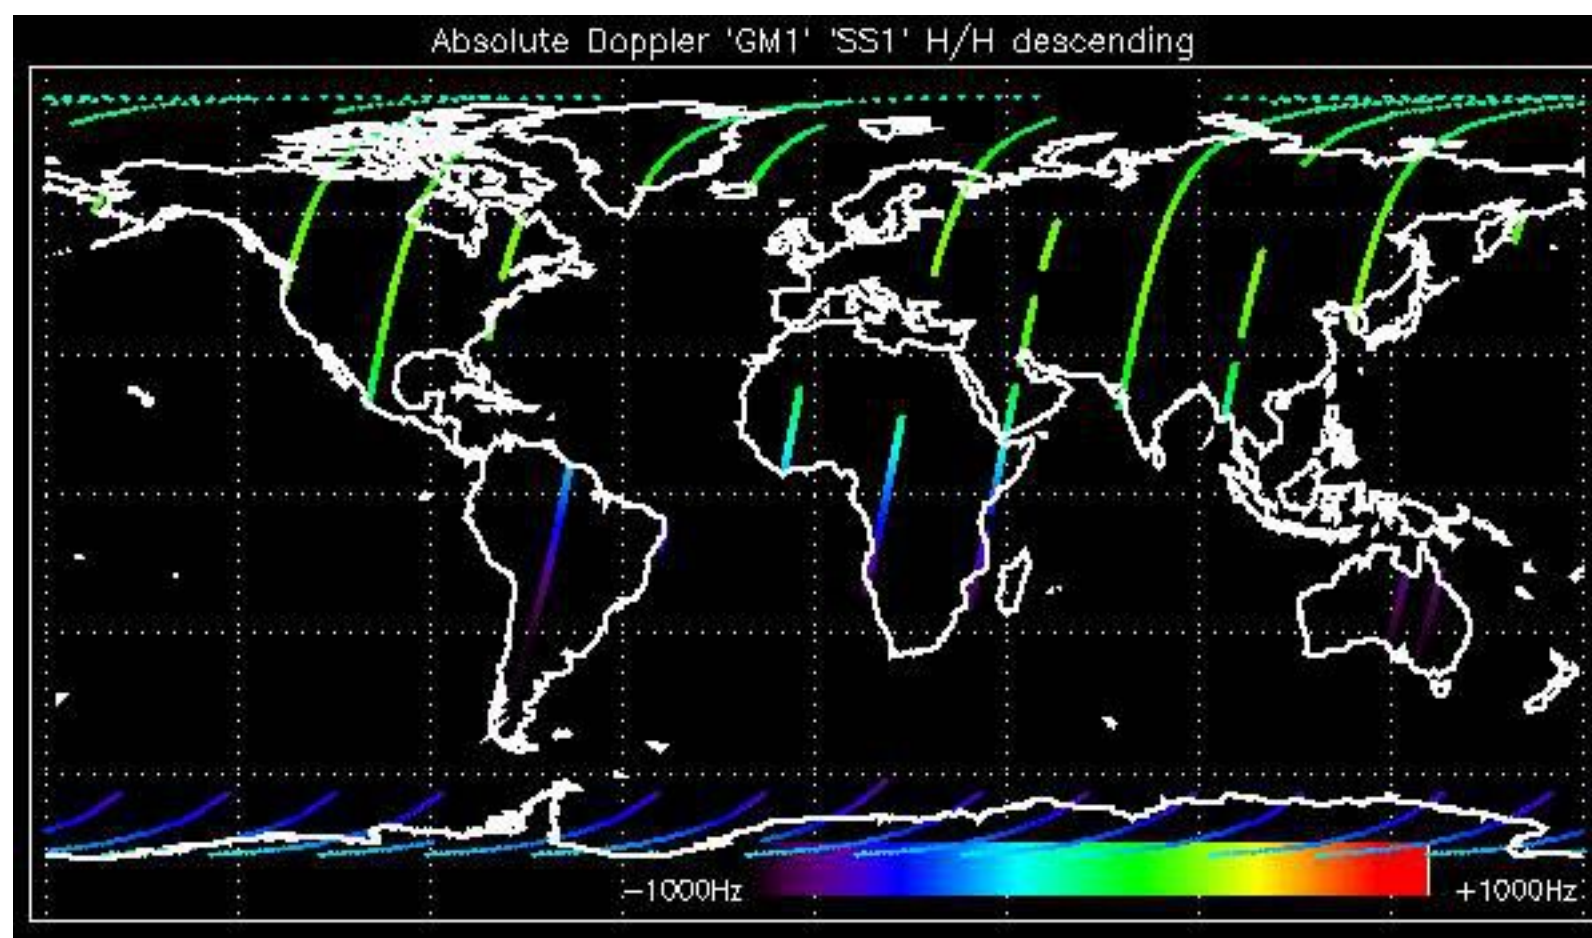 Absolute Doppler 'GM1' 'SS1' H/H descending
-1000Hz
+1000Hz